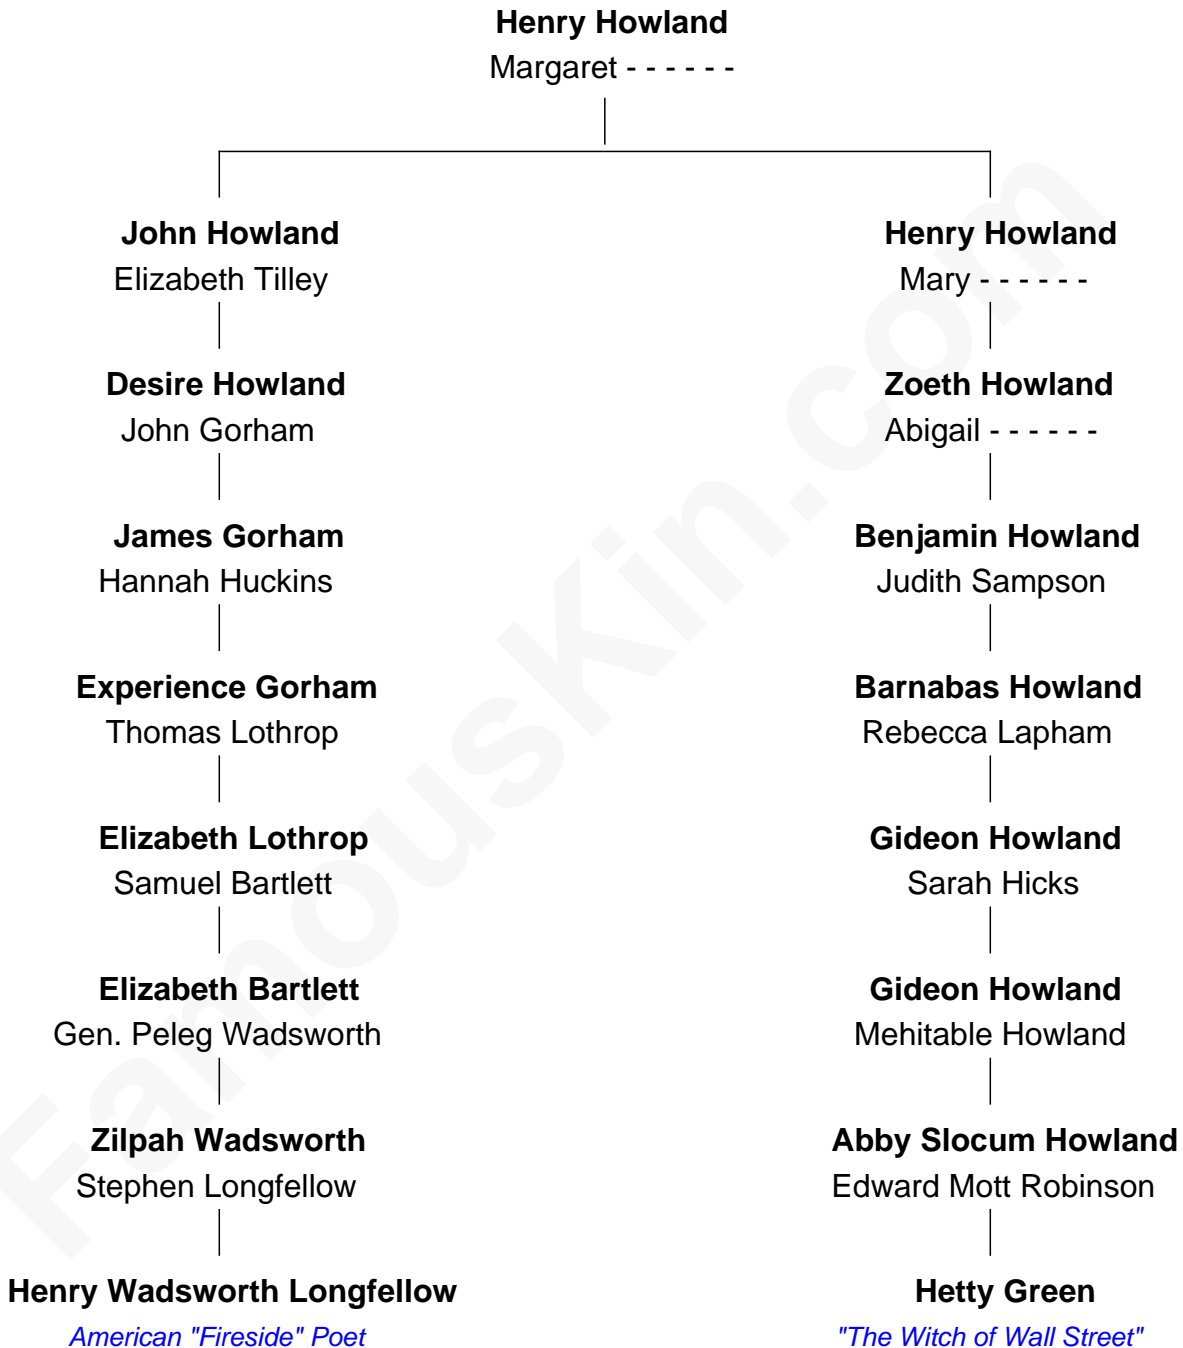 Henry Howland
Margaret - - - - - -
John Howland
Elizabeth Tilley
Henry Howland
Mary - - - - - -
Desire Howland
John Gorham
Zoeth Howland
Abigail - - - - - -
James Gorham
Hannah Huckins
Benjamin Howland
Judith Sampson
Experience Gorham
Thomas Lothrop
Barnabas Howland
Rebecca Lapham
Elizabeth Lothrop
Samuel Bartlett
Gideon Howland
Sarah Hicks
Elizabeth Bartlett
Gen. Peleg Wadsworth
Gideon Howland
Mehitable Howland
Zilpah Wadsworth
Stephen Longfellow
Abby Slocum Howland
Edward Mott Robinson
Henry Wadsworth Longfellow
American "Fireside" Poet
Hetty Green
"The Witch of Wall Street"
FamousKin.com